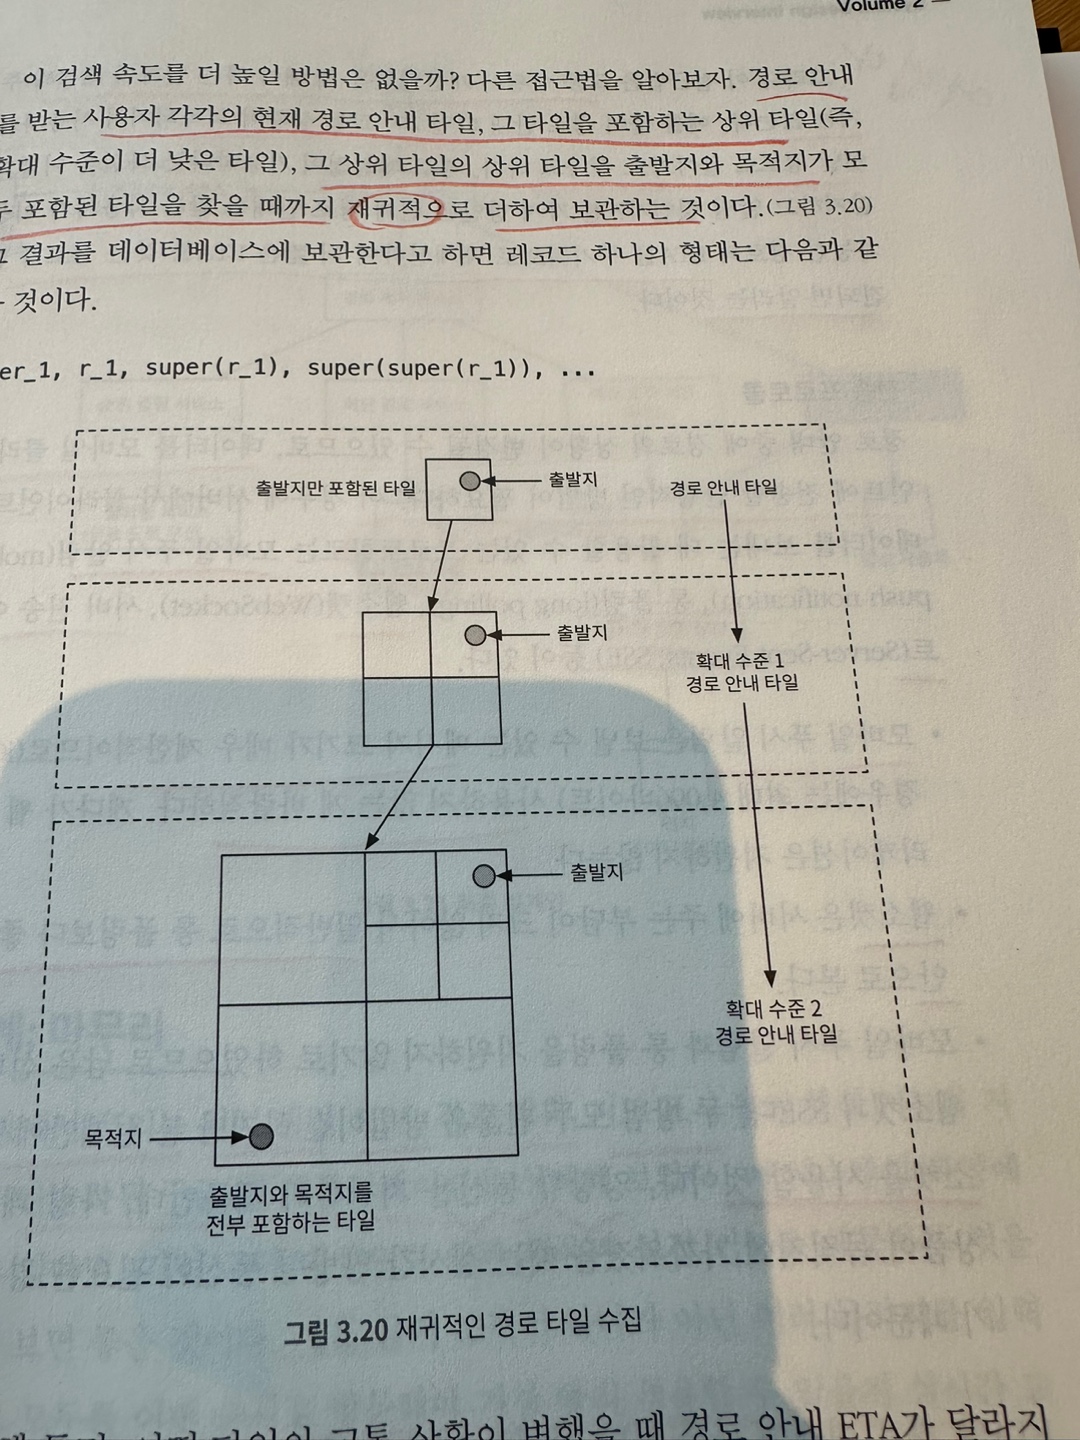 Volume 2
이 검색 속도를 더 높일 방법은 없을까? 다른 접근법을 알아보자. 경로 안내
를 받는 사용자 각각의 현재 경로 안내 타일, 그 타일을 포함하는 상위 타일(즉,
확대 수준이 더 낮은 타일), 그 상위 타일의 상위 타일을 출발지와 목적지가 모
두 포함된 타일을 찾을 때까지 재귀적으로 더하여 보관하는 것이다.(그림 3.20)
결과를 데이터베이스에 보관한다고 하면 레코드 하나의 형태는 다음과 같
것이다.
er_1, r_1, super(r_1), super(super(r_1)), ...
출발지만 포함된 타일
출발지
경로 안내 타일
출발지
확대 수준 1
경로 안내 타일
출발지
확대 수준 2
경로 안내 타일
목적지
출발지와 목적지를
전부 포함하는 타일
그림 3.20 재귀적인 경로 타일 수집
타일의 교통 상황이 변했을 때 경로 안내 ETA가 달라지